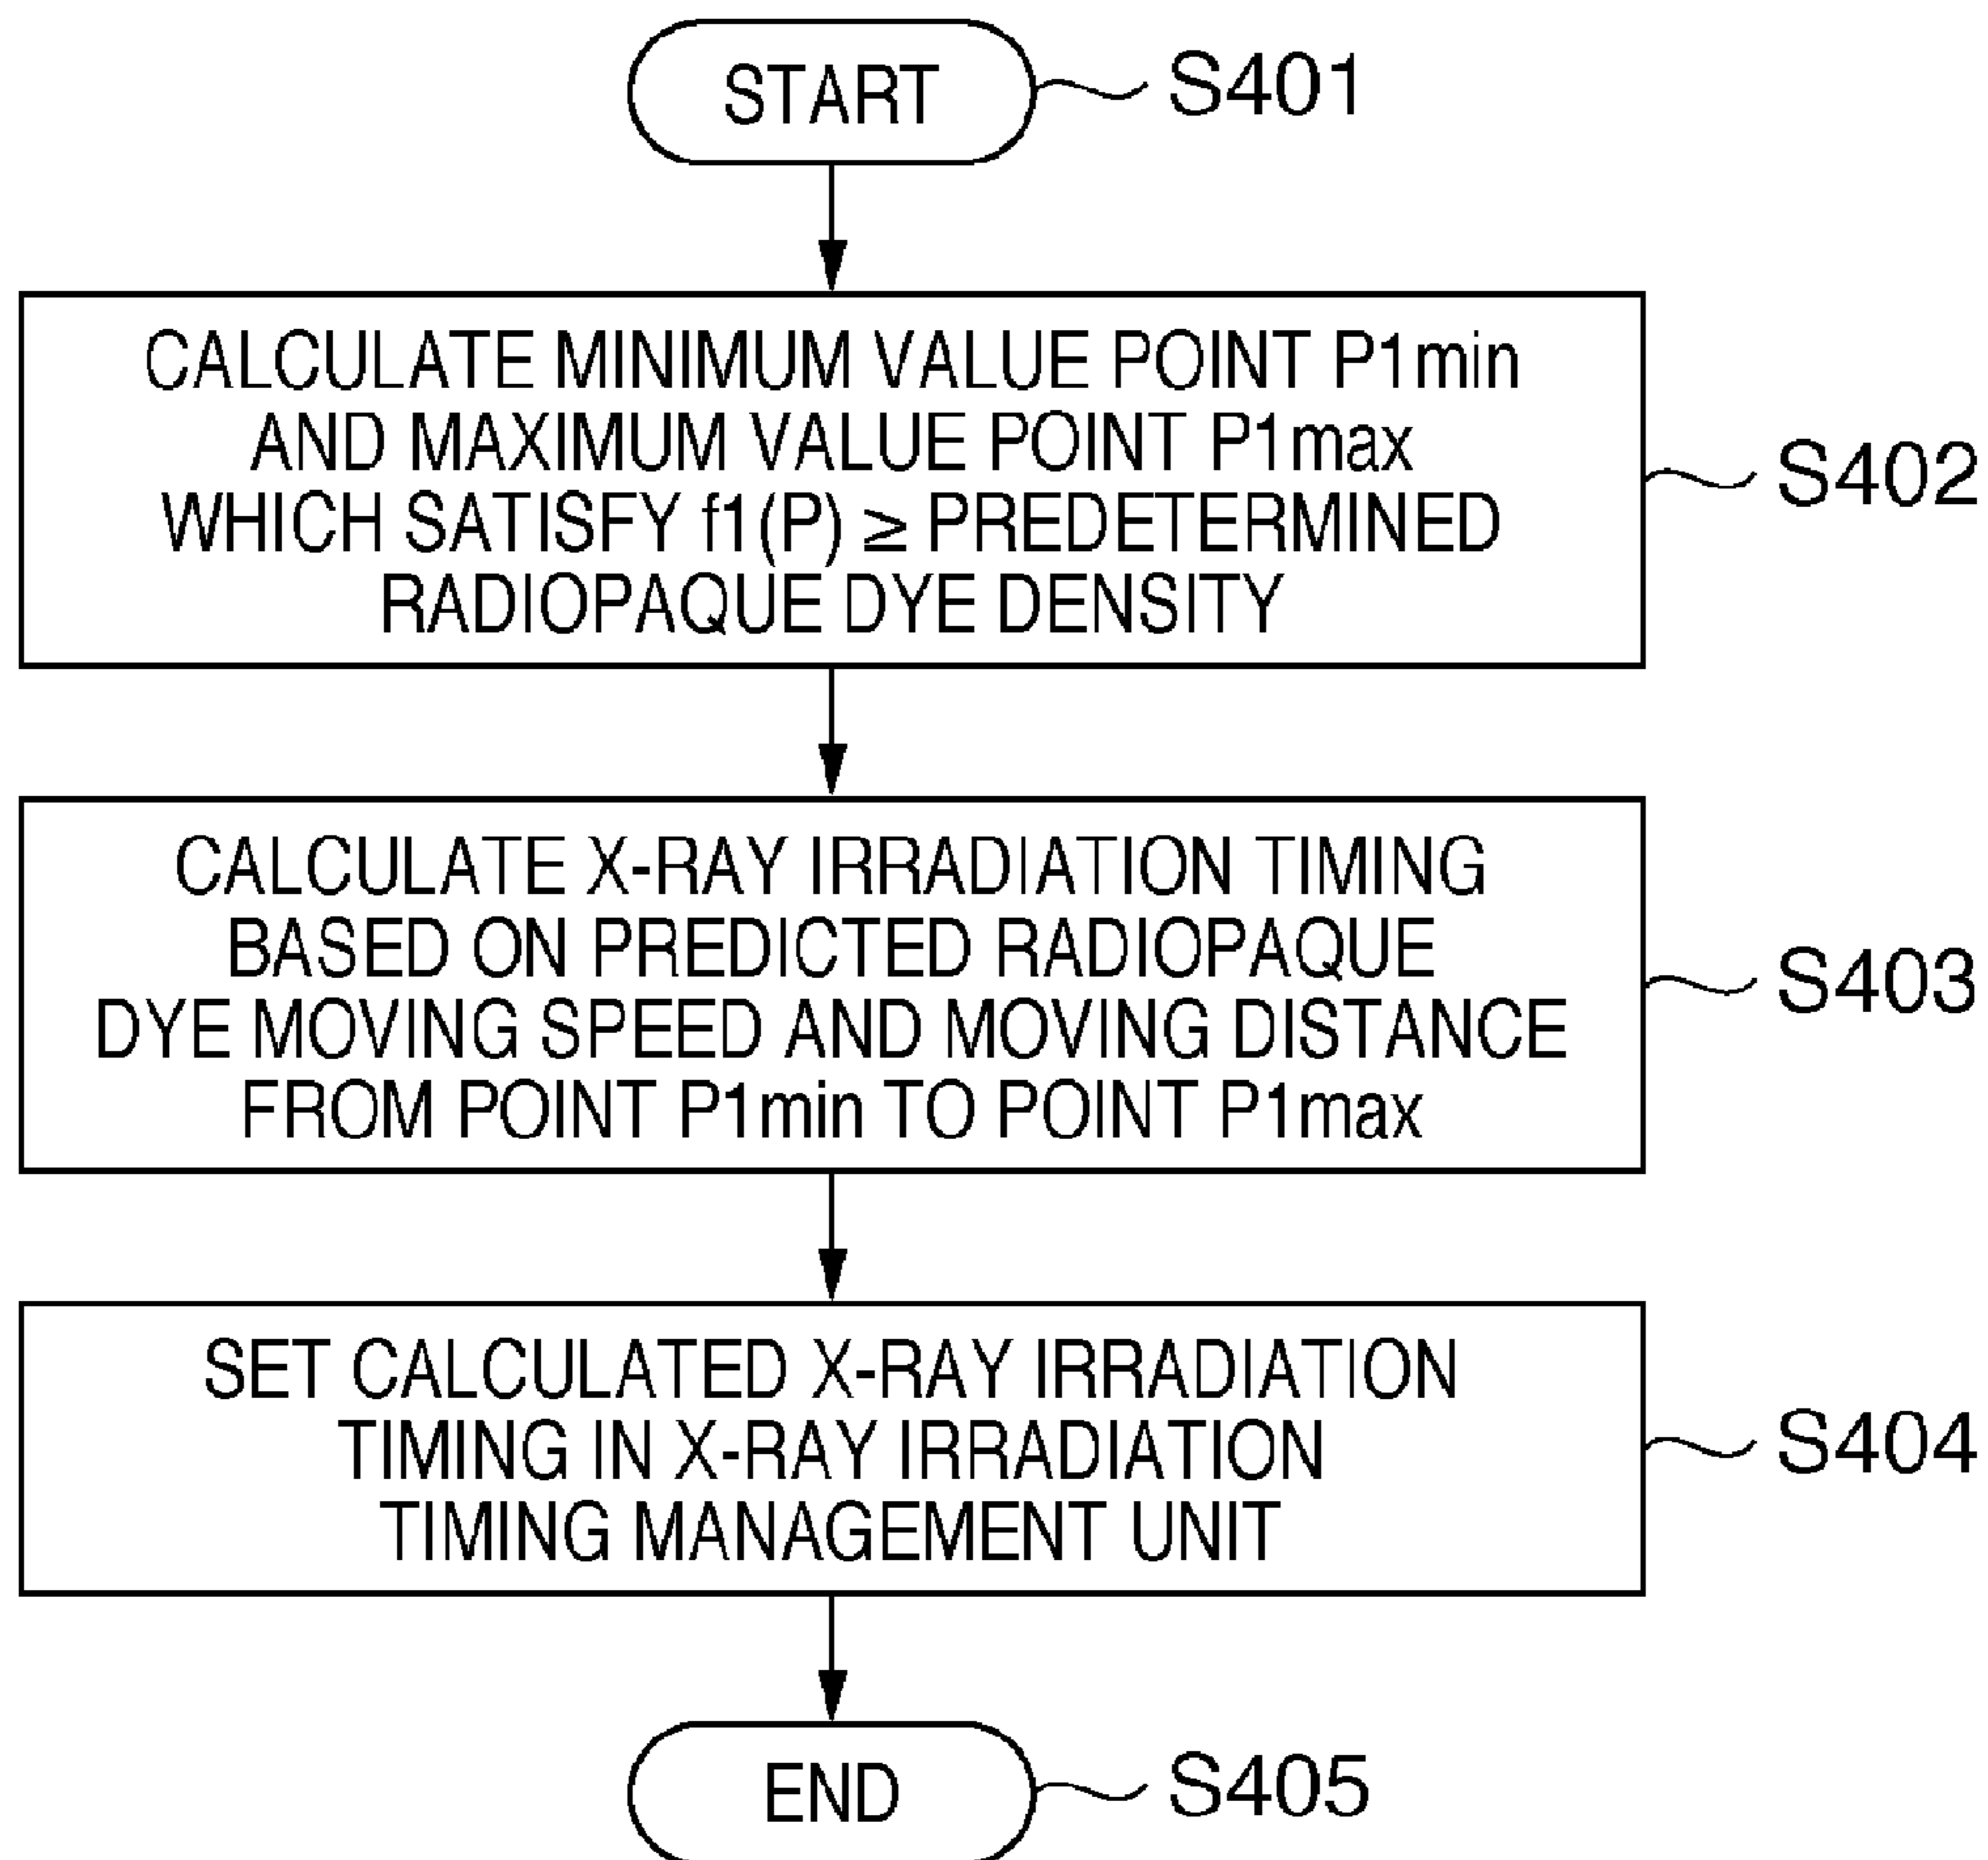 START
S401
CALCULATE MINIMUM VALUE POINT P1min
AND MAXIMUM VALUE POINT P1max
WHICH SATISFY f1(P) ≥ PREDETERMINED
RADIOPAQUE DYE DENSITY
S402
CALCULATE X-RAY IRRADIATION TIMING
BASED ON PREDICTED RADIOPAQUE
DYE MOVING SPEED AND MOVING DISTANCE
FROM POINT P1min TO POINT P1max
S403
SET CALCULATED X-RAY IRRADIATION
TIMING IN X-RAY IRRADIATION
TIMING MANAGEMENT UNIT
S404
END
S405